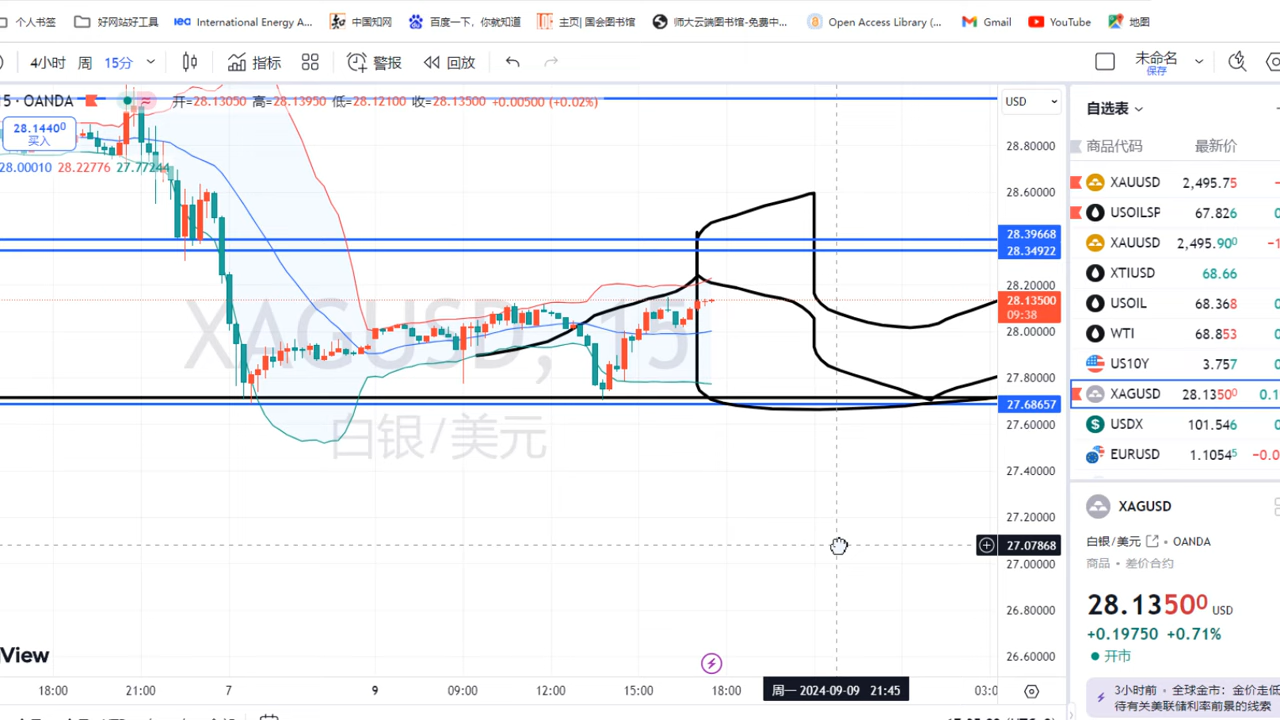 个人书签 好网站好工具 International Energy A... 中国知网 百度一下，你就知道 主页| 国会图书馆 师大云端图书馆-免费中... Open Access Library (... Gmail YouTube 地图
4小时 周 15分 指标 警报 回放 未命名
保存
5 · OANDA 开=28.13050 高=28.13950 低=28.12100 收=28.13500 +0.00500 (+0.02%)
USD
28.14400
买入
28.00010 28.22776 27.77244
28.80000
28.60000
28.39668
28.34922
28.20000
28.13500
09:38
28.00000
27.80000
27.68657
27.60000
27.40000
27.20000
27.07868
27.00000
26.80000
26.60000
XAGUSD, 15
白银/美元
View
18:00 21:00 7 9 09:00 12:00 15:00 18:00 周一 2024-09-09 21:45 03:0
自选表
商品代码 最新价
XAUUSD 2,495.75
USOILSP 67.826
XAUUSD 2,495.900
XTIUSD 68.66
USOIL 68.368
WTI 68.853
US10Y 3.757
XAGUSD 28.13500 0.1
USDX 101.546
EURUSD 1.10545 -0.0
XAGUSD
白银/美元 • OANDA
商品 • 差价合约
28.13500 USD
+0.19750 +0.71%
开市
3小时前 • 全球金市：金价走低
待有关美联储利率前景的线索